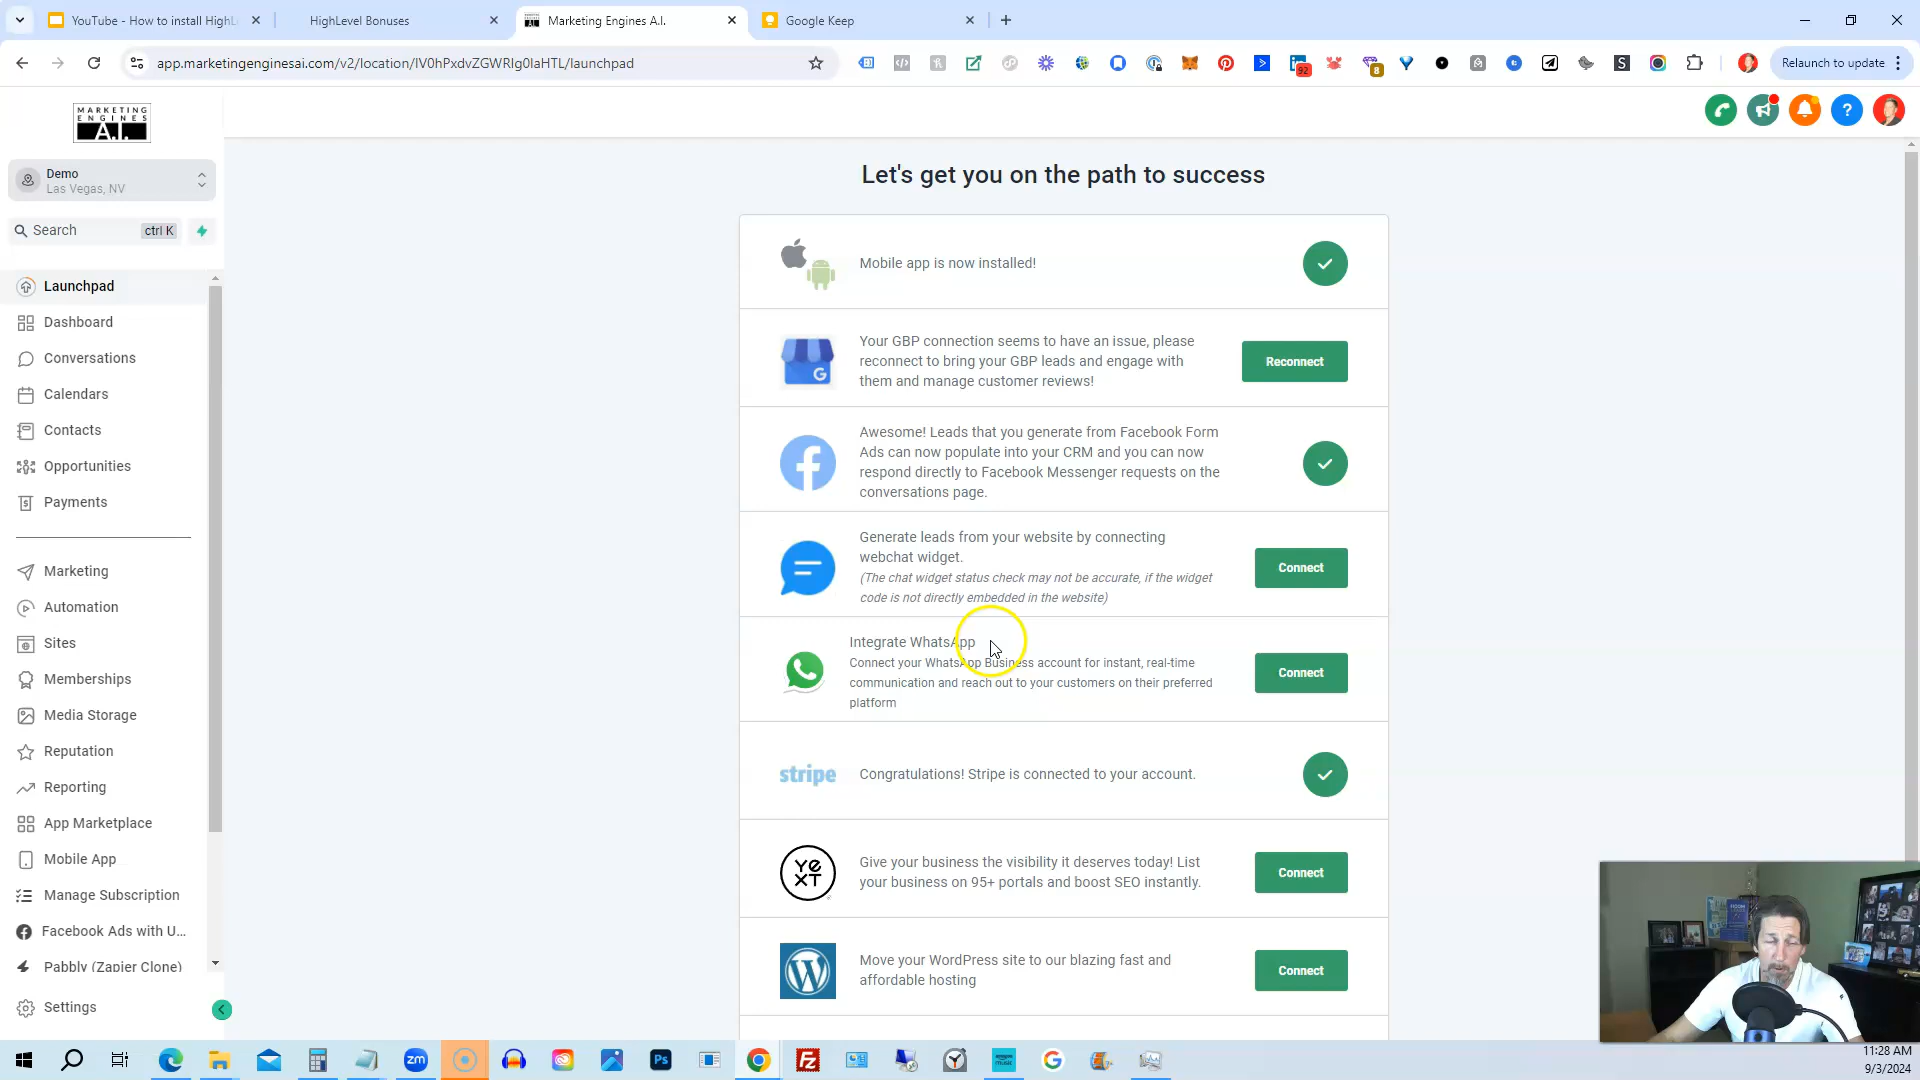 YouTube - How to install HighL
HighLevel Bonuses
Marketing Engines A.I.
Google Keep
app.marketingenginesai.com/v2/location/lV0hPxdvZGWRlg0laHTL/launchpad
92
8
Relaunch to update
MARKETING
ENGINES
A.I.
Demo
Las Vegas, NV
Search
ctrl K
Launchpad
Dashboard
Conversations
Calendars
Contacts
Opportunities
Payments
Marketing
Automation
Sites
Memberships
Media Storage
Reputation
Reporting
App Marketplace
Mobile App
Manage Subscription
Facebook Ads with U...
Pabbly (Zapier Clone)
Settings
Let's get you on the path to success
Mobile app is now installed!
Your GBP connection seems to have an issue, please
reconnect to bring your GBP leads and engage with
them and manage customer reviews!
Reconnect
Awesome! Leads that you generate from Facebook Form
Ads can now populate into your CRM and you can now
respond directly to Facebook Messenger requests on the
conversations page.
Generate leads from your website by connecting
webchat widget.
(The chat widget status check may not be accurate, if the widget
code is not directly embedded in the website)
Connect
Integrate WhatsApp
Connect your WhatsApp Business account for instant, real-time
communication and reach out to your customers on their preferred
platform
Connect
stripe
Congratulations! Stripe is connected to your account.
YEXT
Give your business the visibility it deserves today! List
your business on 95+ portals and boost SEO instantly.
Connect
Move your WordPress site to our blazing fast and
affordable hosting
Connect
zm
Ps
Fz
amazon
music
11:28 AM
9/3/2024